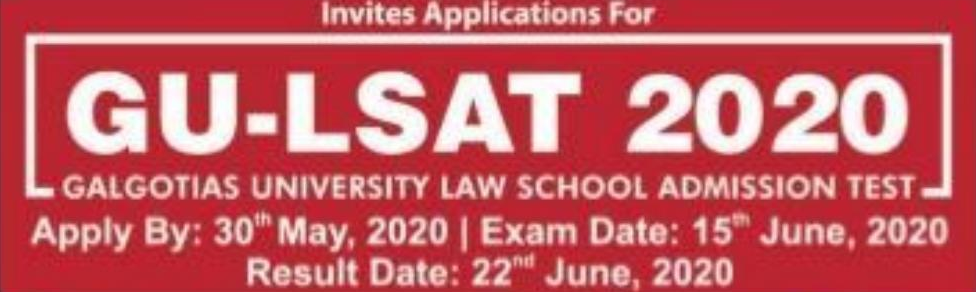 Invites Applications For
GU-LSAT 2020
GALGOTIAS UNIVERSITY LAW SCHOOL ADMISSION TEST
Apply By: 30th May, 2020 | Exam Date: 15th June, 2020
Result Date: 22nd June, 2020